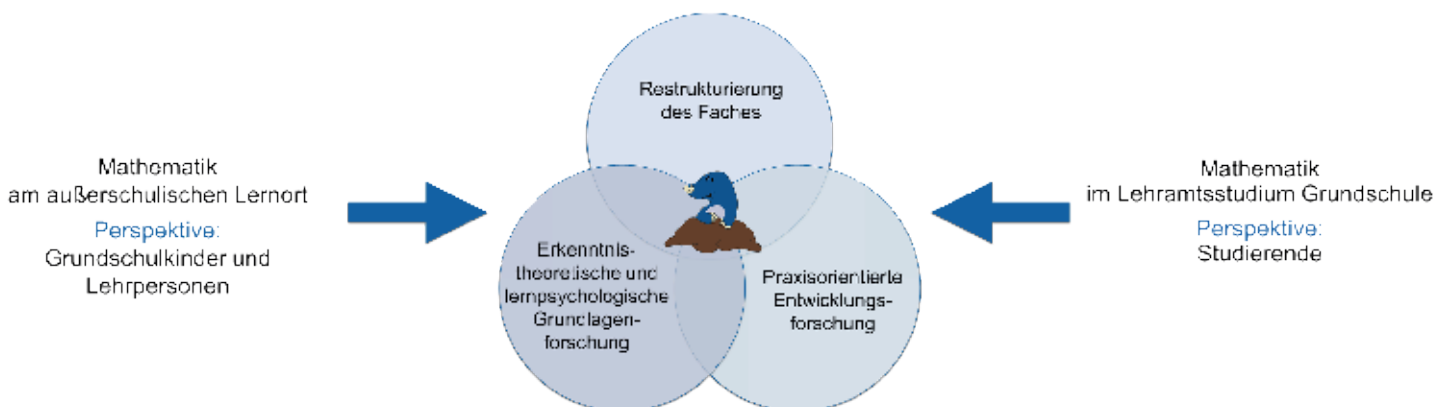 Restrukturierung
des Faches
Mathematik
am außerschulischen Lernort
Perspektive:
Grundschulkinder und
Lehrpersonen
Erkenntnis-
theoretische und
lernpsychologische
Grundlagen-
forschung
Praxisorientierte
Entwicklungs-
forschung
Mathematik
im Lehramtsstudium Grundschule
Perspektive:
Studierende